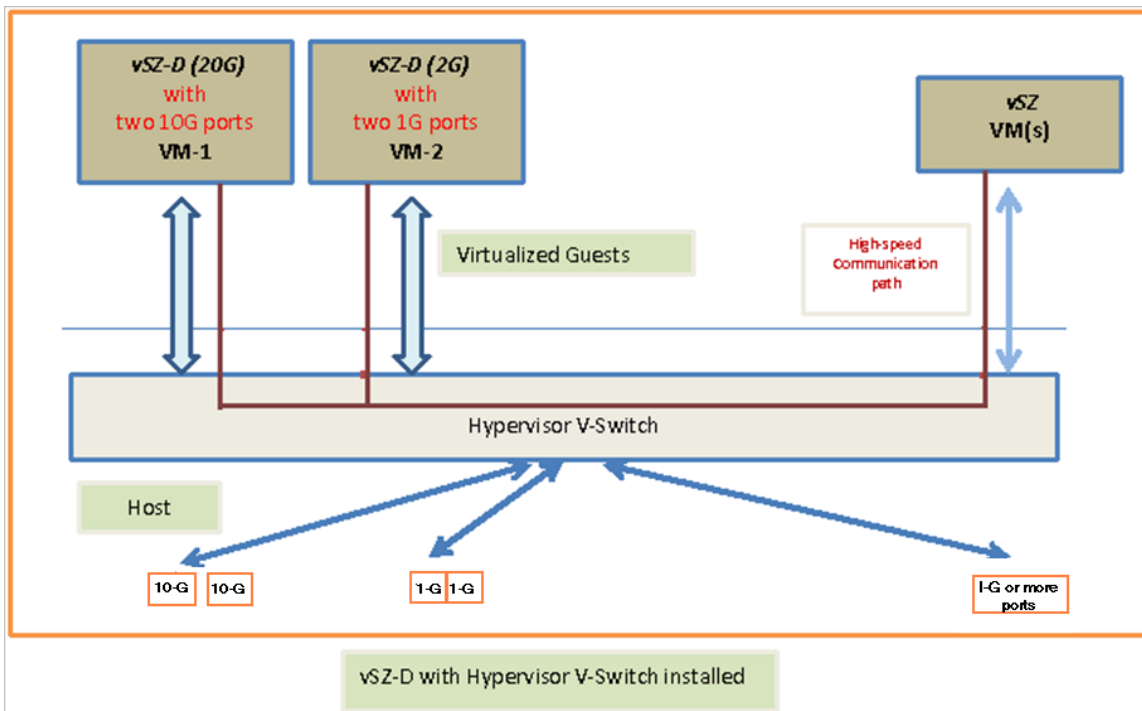 vSZ-D (20G)
with
two 10G ports
VM-1
vSZ-D (2G)
with
two 1G ports
VM-2
vSZ
VM(s)
Virtualized Guests
High-speed
Communication
path
Hypervisor V-Switch
Host
10-G
10-G
1-G
1-G
I-G or more
ports
vSZ-D with Hypervisor V-Switch installed